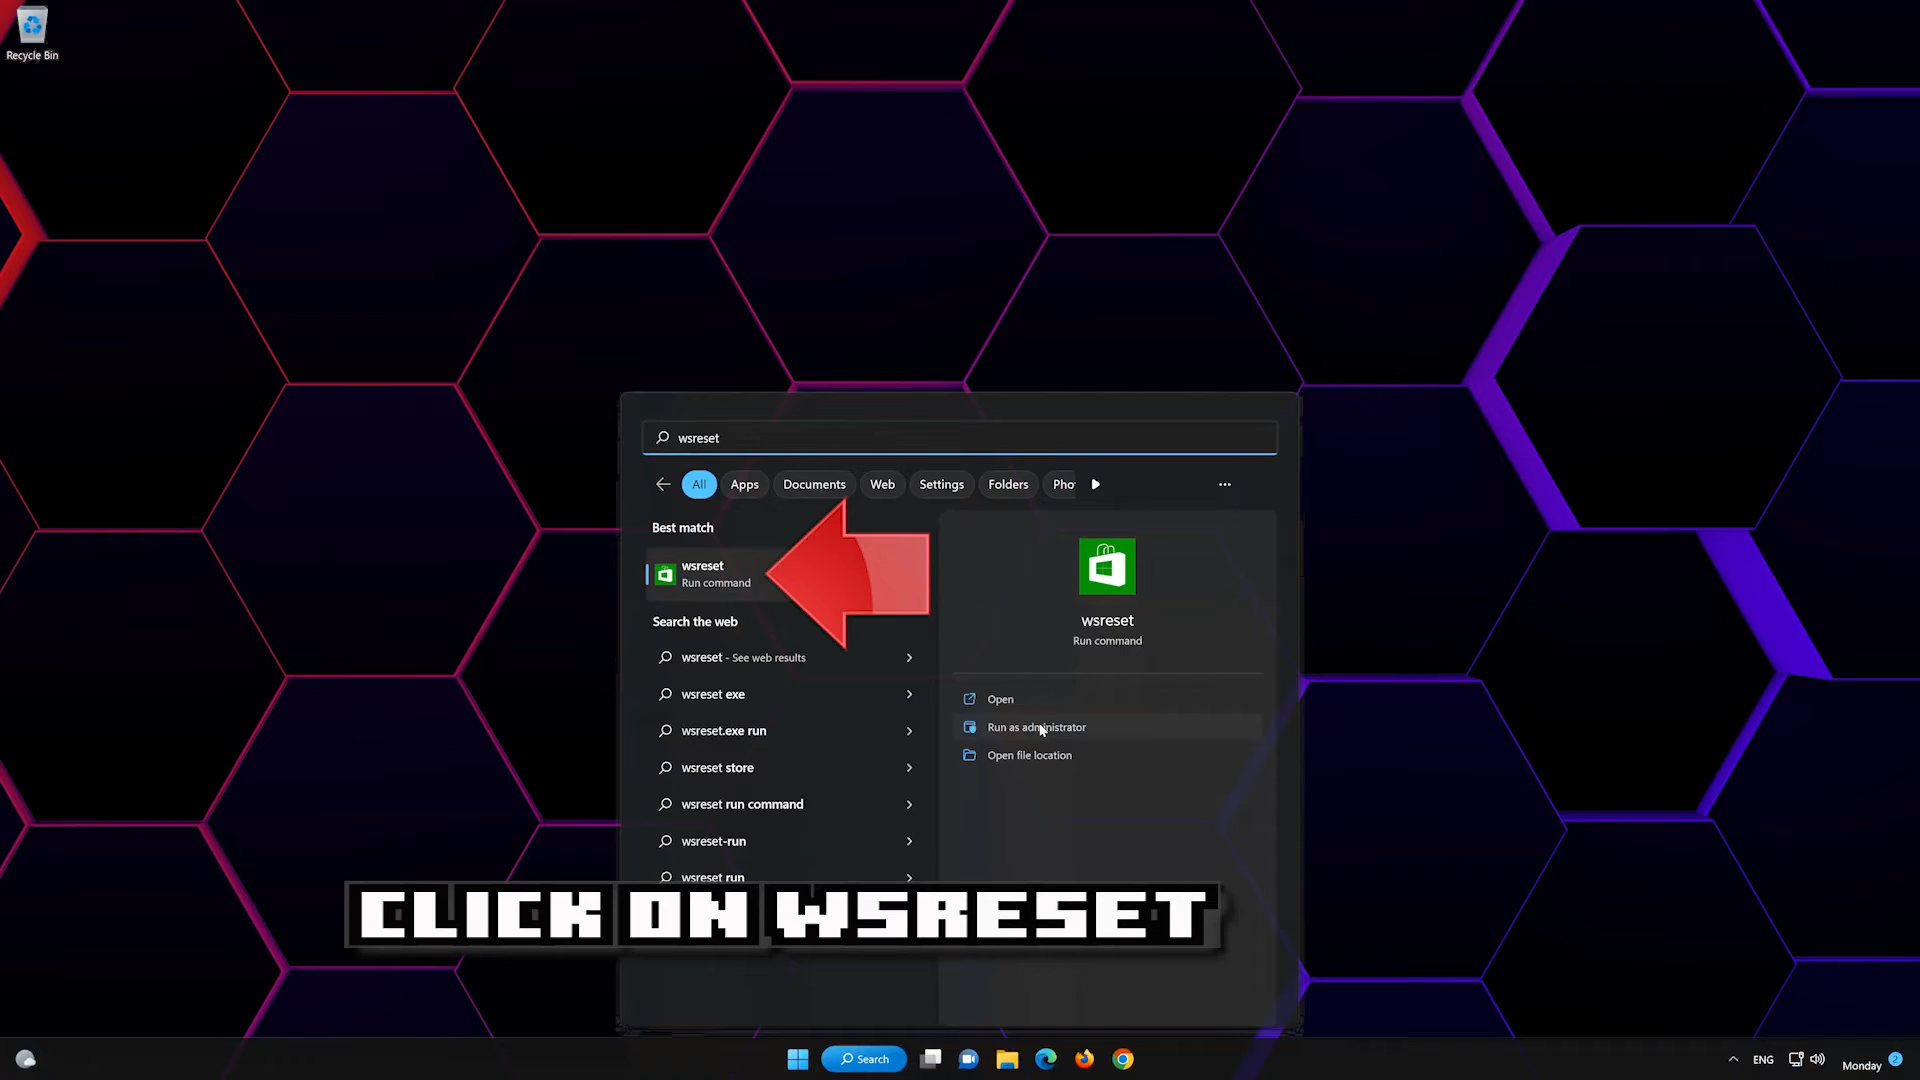 Recycle Bin
wsreset
All Apps Documents Web Settings Folders Pho
Best match
wsreset
Run command
Search the web
wsreset - See web results
wsreset exe
wsreset.exe run
wsreset store
wsreset run command
wsreset-run
wsreset run
wsreset
Run command
Open
Run as administrator
Open file location
CLICK ON WSRESET
Search
ENG
Monday 2